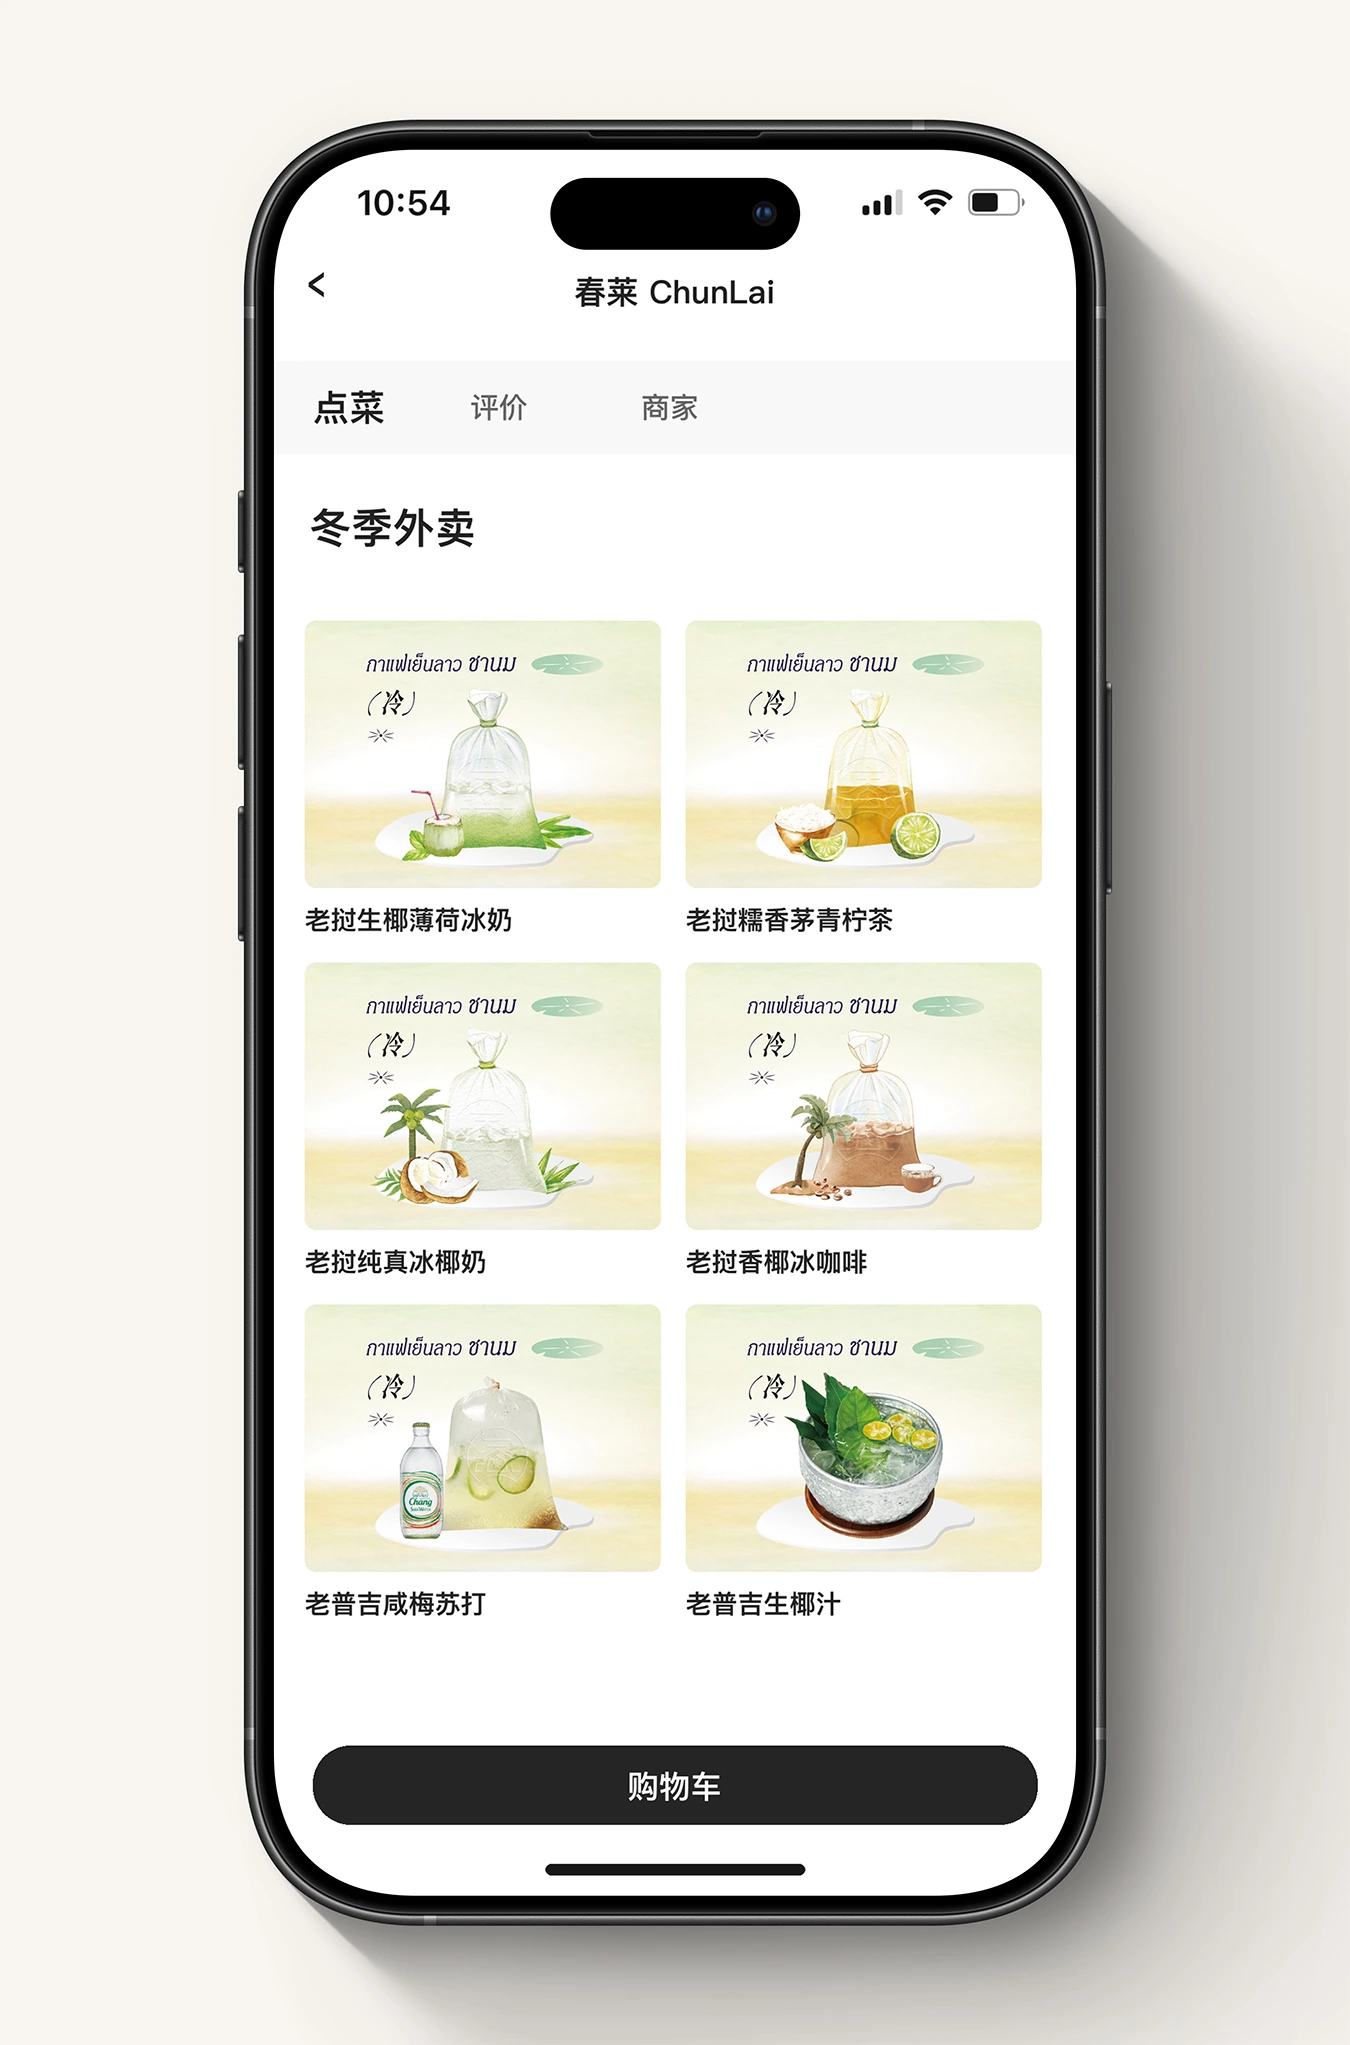 10:54
<
春莱 ChunLai
点菜 评价 商家
冬季外卖
กาแฟเย็นลาว ชานม
(冷)
老挝生椰薄荷冰奶
กาแฟเย็นลาว ชานม
(冷)
老挝糯香茅青柠茶
กาแฟเย็นลาว ชานม
(冷)
老挝纯真冰椰奶
กาแฟเย็นลาว ชานม
(冷)
老挝香椰冰咖啡
กาแฟเย็นลาว ชานม
(冷)
Chang
SODA WATER
老普吉咸梅苏打
กาแฟเย็นลาว ชานม
(冷)
老普吉生椰汁
购物车